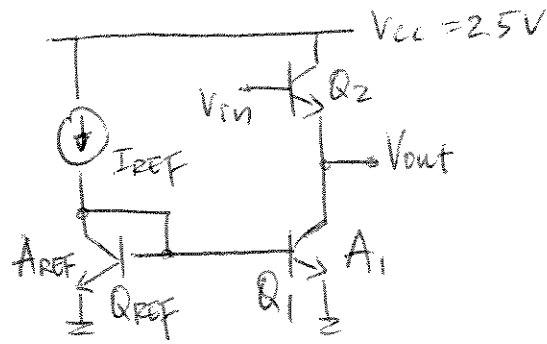 Vcc = 2.5V
Vin
Q2
IREF
Vout
AREF
QREF
Q1
A1